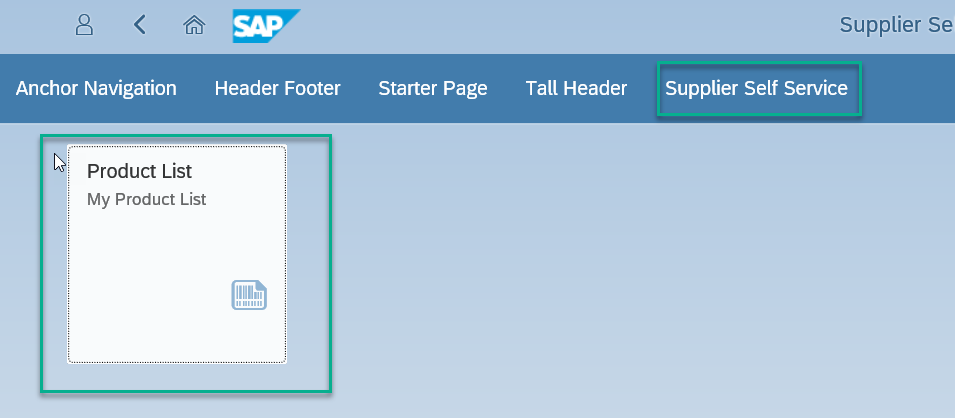 SAP
Supplier Se
Anchor Navigation Header Footer Starter Page Tall Header Supplier Self Service
Product List
My Product List